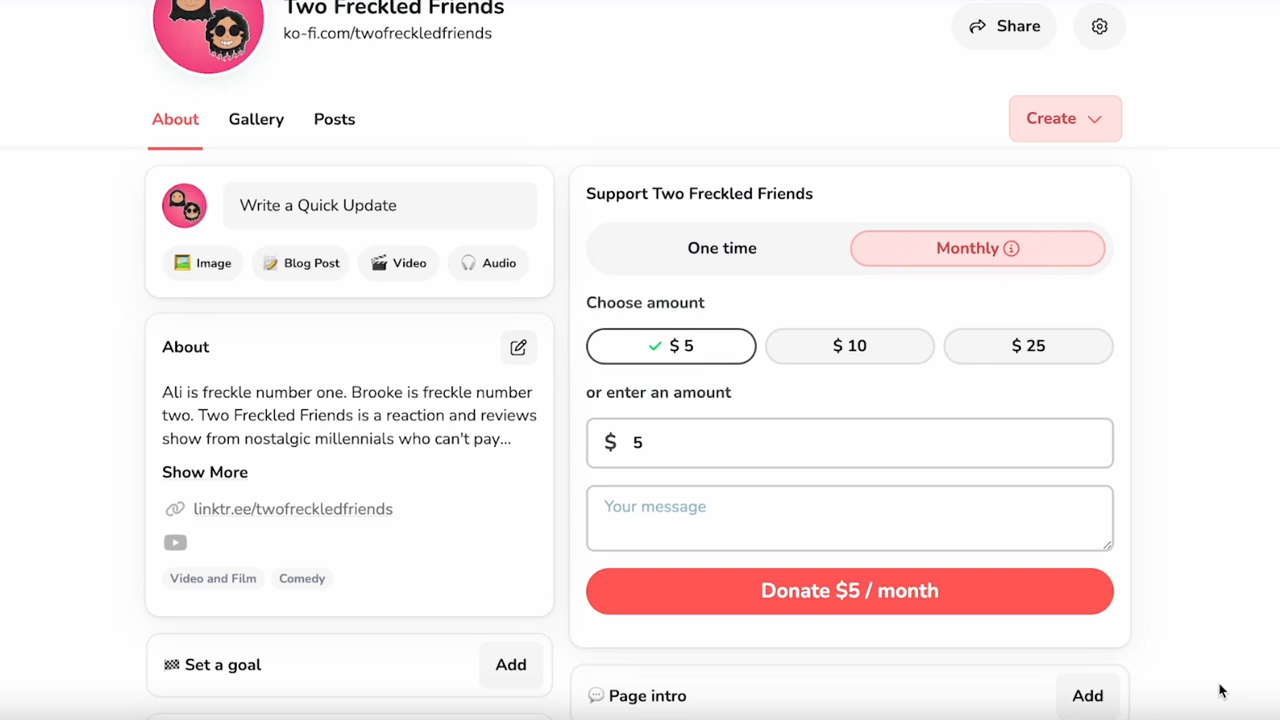 Two Freckled Friends
ko-fi.com/twofreckledfriends
Share
About
Gallery
Posts
Create
Write a Quick Update
Image
Blog Post
Video
Audio
About
Ali is freckle number one. Brooke is freckle number
two. Two Freckled Friends is a reaction and reviews
show from nostalgic millennials who can't pay...
Show More
linktr.ee/twofreckledfriends
Video and Film
Comedy
Set a goal
Add
Support Two Freckled Friends
One time
Monthly
Choose amount
$ 5
$ 10
$ 25
or enter an amount
$ 5
Your message
Donate $5 / month
Page intro
Add